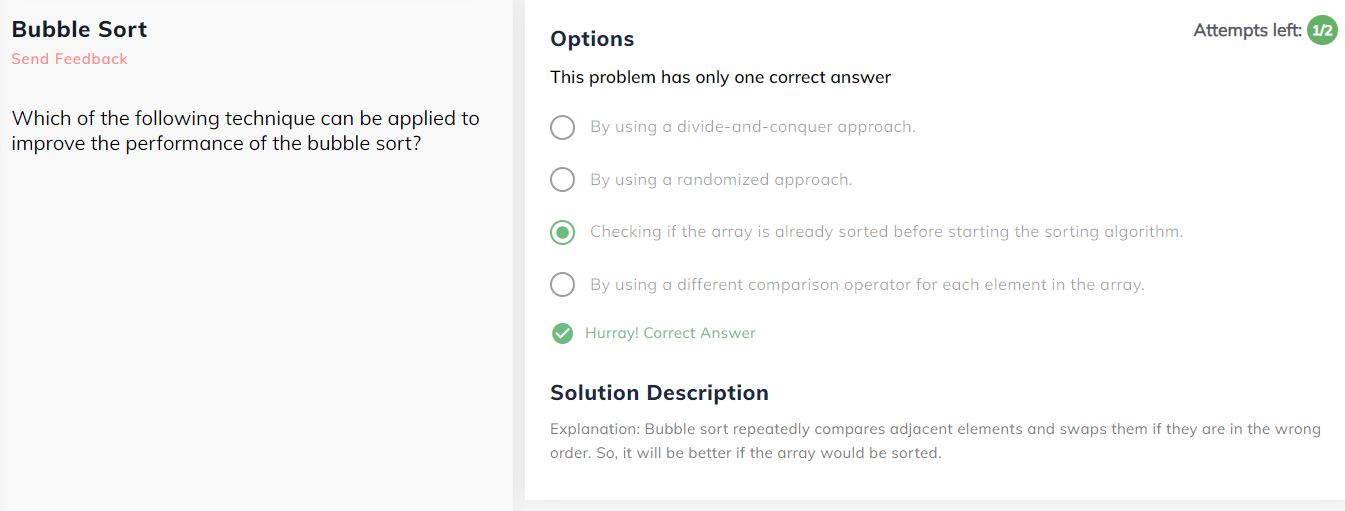 Bubble Sort
Send Feedback
Which of the following technique can be applied to
improve the performance of the bubble sort?
Options
Attempts left: 1/2
This problem has only one correct answer
By using a divide-and-conquer approach.
By using a randomized approach.
Checking if the array is already sorted before starting the sorting algorithm.
By using a different comparison operator for each element in the array.
Hurray! Correct Answer
Solution Description
Explanation: Bubble sort repeatedly compares adjacent elements and swaps them if they are in the wrong
order. So, it will be better if the array would be sorted.